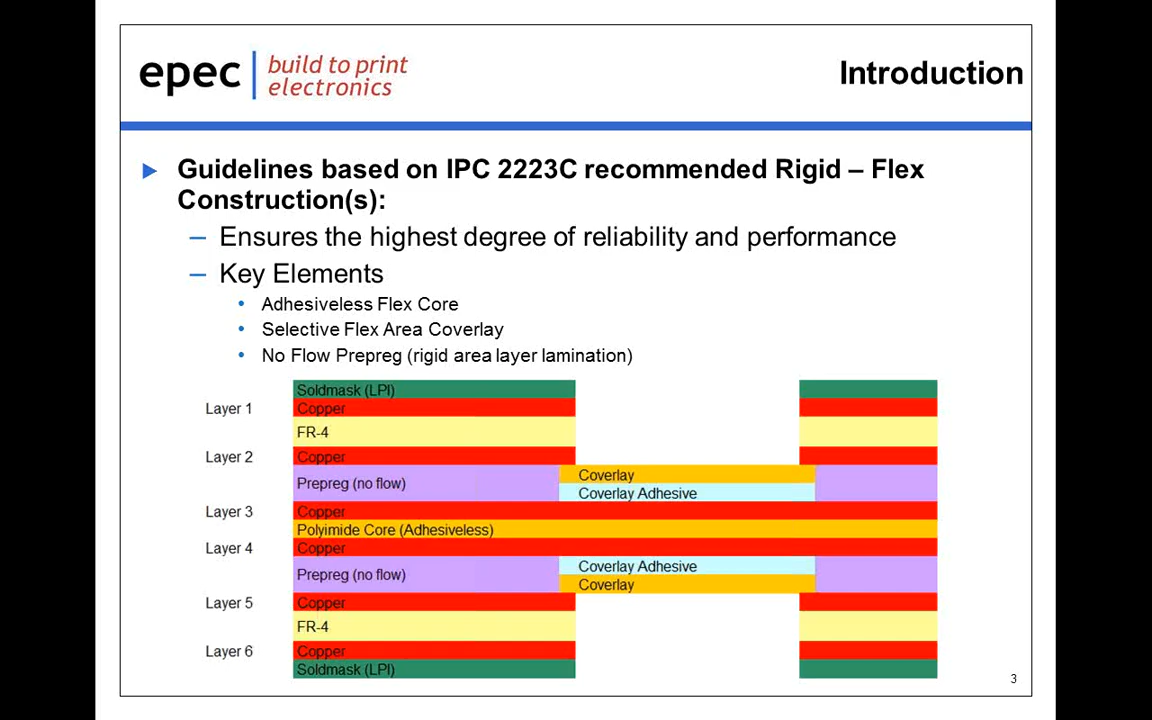 epec
build to print
electronics
Introduction
Guidelines based on IPC 2223C recommended Rigid – Flex
Construction(s):
– Ensures the highest degree of reliability and performance
– Key Elements
• Adhesiveless Flex Core
• Selective Flex Area Coverlay
• No Flow Prepreg (rigid area layer lamination)
Soldmask (LPI)
Layer 1 Copper
FR-4
Layer 2 Copper
Coverlay
Prepreg (no flow)
Coverlay Adhesive
Layer 3 Copper
Polyimide Core (Adhesiveless)
Layer 4 Copper
Coverlay Adhesive
Prepreg (no flow)
Coverlay
Layer 5 Copper
FR-4
Layer 6 Copper
Soldmask (LPI)
3